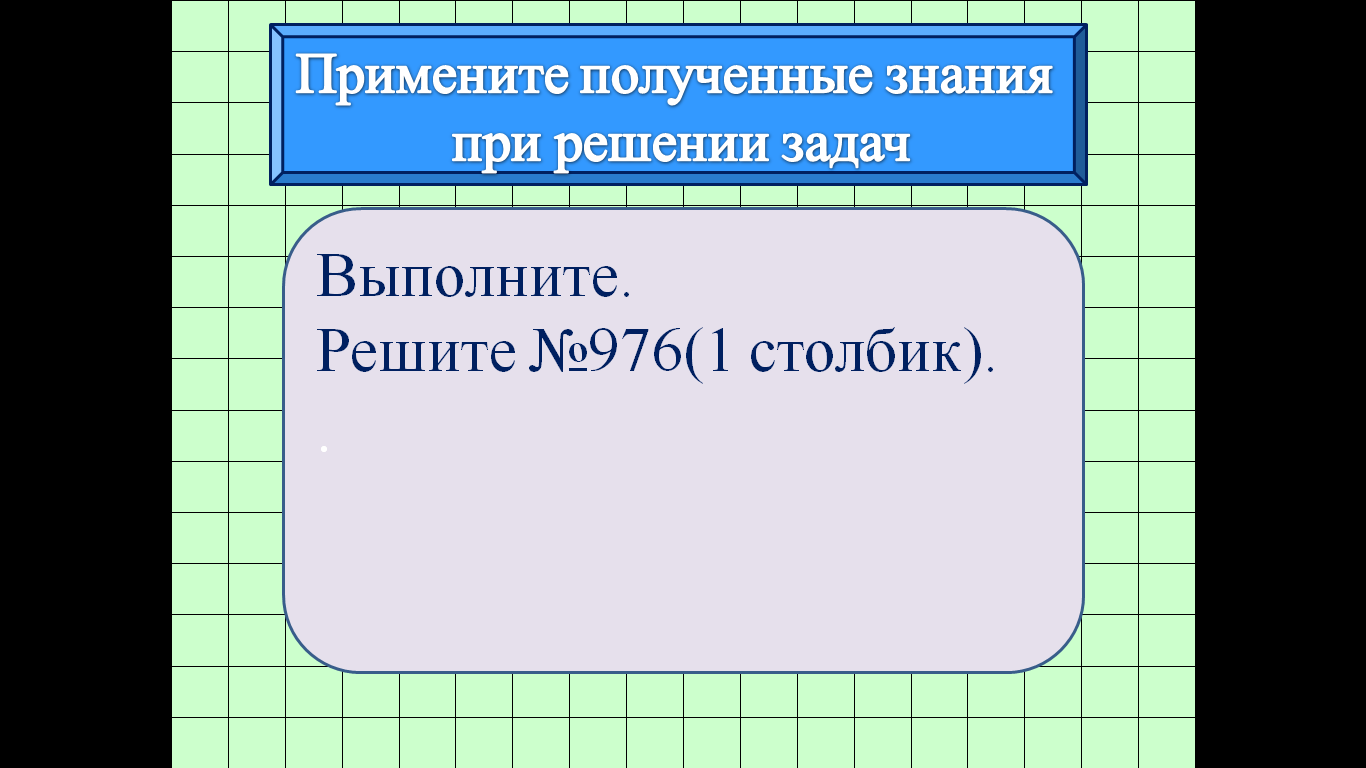 Примените полученные знания
при решении задач
Выполните.
Решите №976(1 столбик).
.